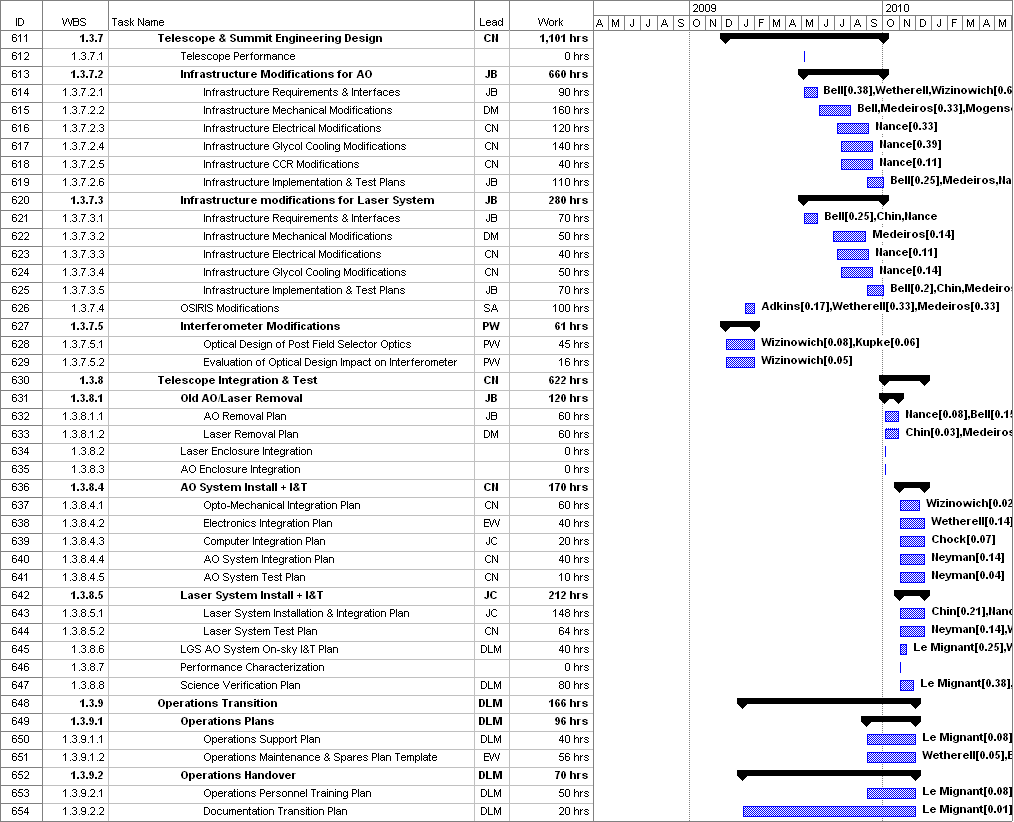 2009 2010
ID WBS Task Name Lead Work A M J J A S O N D J F M A M J J A S O N D J F M A M
611 1.3.7 Telescope & Summit Engineering Design CN 1,101 hrs
612 1.3.7.1 Telescope Performance 0 hrs
613 1.3.7.2 Infrastructure Modifications for AO JB 660 hrs
614 1.3.7.2.1 Infrastructure Requirements & Interfaces JB 90 hrs Bell[0.38],Wetherell,Wizinowich[0.6
615 1.3.7.2.2 Infrastructure Mechanical Modifications DM 160 hrs Bell,Medeiros[0.33],Mogens
616 1.3.7.2.3 Infrastructure Electrical Modifications CN 120 hrs Nance[0.33]
617 1.3.7.2.4 Infrastructure Glycol Cooling Modifications CN 140 hrs Nance[0.39]
618 1.3.7.2.5 Infrastructure CCR Modifications CN 40 hrs Nance[0.11]
619 1.3.7.2.6 Infrastructure Implementation & Test Plans JB 110 hrs Bell[0.25],Medeiros,Na
620 1.3.7.3 Infrastructure modifications for Laser System JB 280 hrs
621 1.3.7.3.1 Infrastructure Requirements & Interfaces JB 70 hrs Bell[0.25],Chin,Nance
622 1.3.7.3.2 Infrastructure Mechanical Modifications DM 50 hrs Medeiros[0.14]
623 1.3.7.3.3 Infrastructure Electrical Modifications CN 40 hrs Nance[0.11]
624 1.3.7.3.4 Infrastructure Glycol Cooling Modifications CN 50 hrs Nance[0.14]
625 1.3.7.3.5 Infrastructure Implementation & Test Plans JB 70 hrs Bell[0.2],Chin,Medeiros
626 1.3.7.4 OSIRIS Modifications SA 100 hrs Adkins[0.17],Wetherell[0.33],Medeiros[0.33]
627 1.3.7.5 Interferometer Modifications PW 61 hrs
628 1.3.7.5.1 Optical Design of Post Field Selector Optics PW 45 hrs Wizinowich[0.08],Kupke[0.06]
629 1.3.7.5.2 Evaluation of Optical Design Impact on Interferometer PW 16 hrs Wizinowich[0.05]
630 1.3.8 Telescope Integration & Test CN 622 hrs
631 1.3.8.1 Old AO/Laser Removal JB 120 hrs
632 1.3.8.1.1 AO Removal Plan JB 60 hrs Nance[0.08],Bell[0.15
633 1.3.8.1.2 Laser Removal Plan DM 60 hrs Chin[0.03],Medeiros
634 1.3.8.2 Laser Enclosure Integration 0 hrs
635 1.3.8.3 AO Enclosure Integration 0 hrs
636 1.3.8.4 AO System Install + I&T CN 170 hrs
637 1.3.8.4.1 Opto-Mechanical Integration Plan CN 60 hrs Wizinowich[0.02
638 1.3.8.4.2 Electronics Integration Plan EW 40 hrs Wetherell[0.14]
639 1.3.8.4.3 Computer Integration Plan JC 20 hrs Chock[0.07]
640 1.3.8.4.4 AO System Integration Plan CN 40 hrs Neyman[0.14]
641 1.3.8.4.5 AO System Test Plan CN 10 hrs Neyman[0.04]
642 1.3.8.5 Laser System Install + I&T JC 212 hrs
643 1.3.8.5.1 Laser System Installation & Integration Plan JC 148 hrs Chin[0.21],Nanc
644 1.3.8.5.2 Laser System Test Plan CN 64 hrs Neyman[0.14],W
645 1.3.8.6 LGS AO System On-sky I&T Plan DLM 40 hrs Le Mignant[0.25],W
646 1.3.8.7 Performance Characterization 0 hrs
647 1.3.8.8 Science Verification Plan DLM 80 hrs Le Mignant[0.38],
648 1.3.9 Operations Transition DLM 166 hrs
649 1.3.9.1 Operations Plans DLM 96 hrs
650 1.3.9.1.1 Operations Support Plan DLM 40 hrs Le Mignant[0.08]
651 1.3.9.1.2 Operations Maintenance & Spares Plan Template EW 56 hrs Wetherell[0.05],B
652 1.3.9.2 Operations Handover DLM 70 hrs
653 1.3.9.2.1 Operations Personnel Training Plan DLM 50 hrs Le Mignant[0.08]
654 1.3.9.2.2 Documentation Transition Plan DLM 20 hrs Le Mignant[0.01]